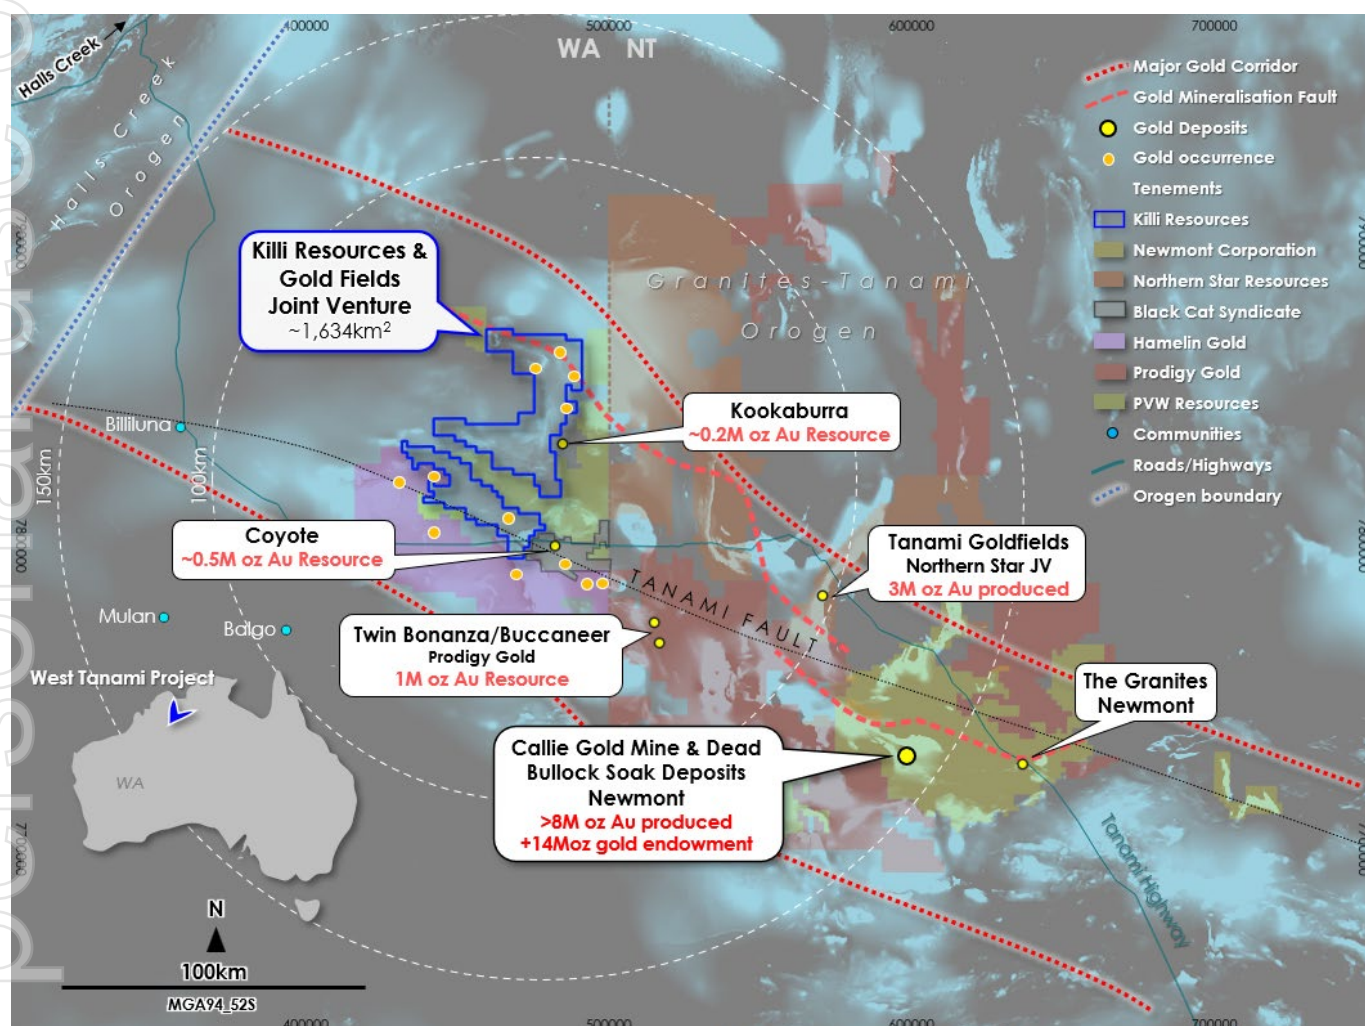 400000
500000
600000
700000
Halls Creek
Halls Creek
Orogen
WA NT
Major Gold Corridor
Gold Mineralisation Fault
Gold Deposits
Gold occurrence
Tenements
Killi Resources
Newmont Corporation
Northern Star Resources
Black Cat Syndicate
Hamelin Gold
Prodigy Gold
PVW Resources
Communities
Roads/Highways
Orogen boundary
7900000
7900000
Killi Resources &
Gold Fields
Joint Venture
~1,634km²
Granites-Tanami
Orogen
Kookaburra
~0.2M oz Au Resource
Billiluna
150km
100km
7800000
7800000
Coyote
~0.5M oz Au Resource
Tanami Goldfields
Northern Star JV
3M oz Au produced
TANAMI FAULT
Mulan
Balgo
Twin Bonanza/Buccaneer
Prodigy Gold
1M oz Au Resource
West Tanami Project
WA
The Granites
Newmont
Callie Gold Mine & Dead
Bullock Soak Deposits
Newmont
>8M oz Au produced
+14Moz gold endowment
7700000
7700000
Tanami Highway
N
100km
MGA94_52S
400000
500000
600000
700000